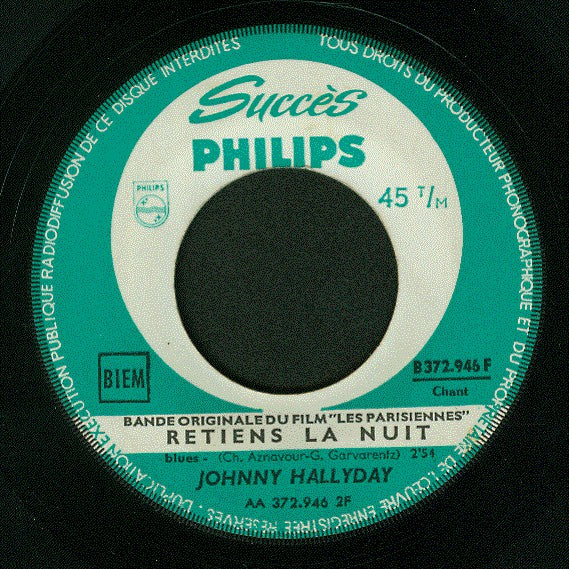 TOUS DROITS DU PRODUCTEUR PHONOGRAPHIQUE ET DU PROPRIETAIRE DE L'ŒUVRE ENREGISTREE RESERVES - DUPLICATION EXECUTION PUBLIQUE RADIODIFFUSION DE CE DISQUE INTERDITES
Succès
PHILIPS
PHILIPS
45 T/M
BIEM
B 372.946 F
Chant
BANDE ORIGINALE DU FILM "LES PARISIENNES"
RETIENS LA NUIT
blues - (Ch. Aznavour-G. Garvarentz) 2'54
JOHNNY HALLYDAY
AA 372.946 2F